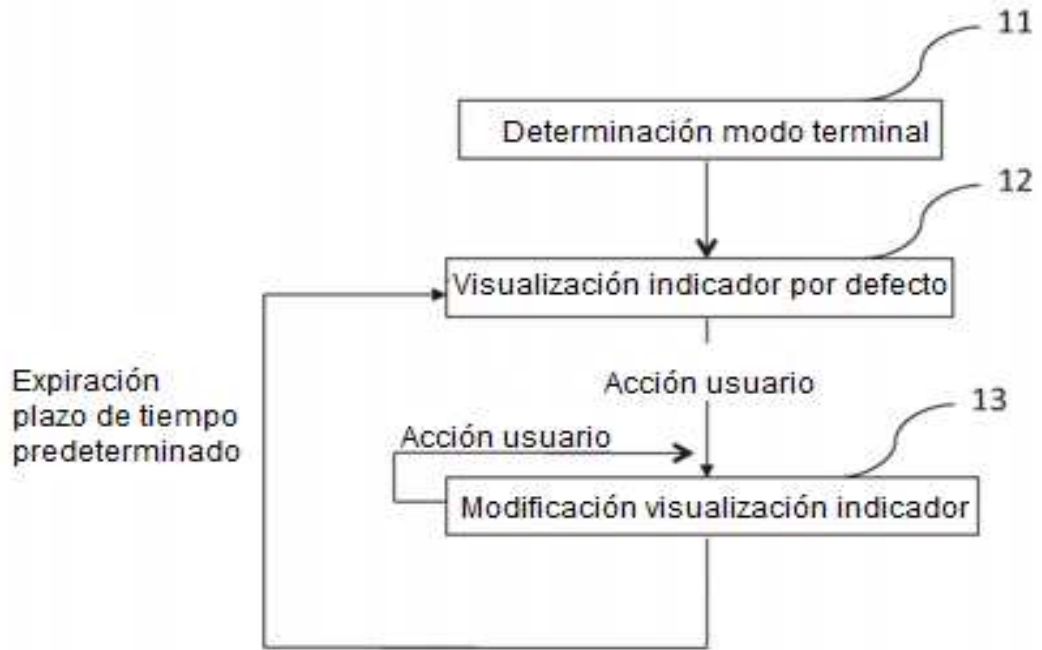 11
Determinación modo terminal
12
Visualización indicador por defecto
Expiración
plazo de tiempo
predeterminado
Acción usuario
13
Acción usuario
Modificación visualización indicador